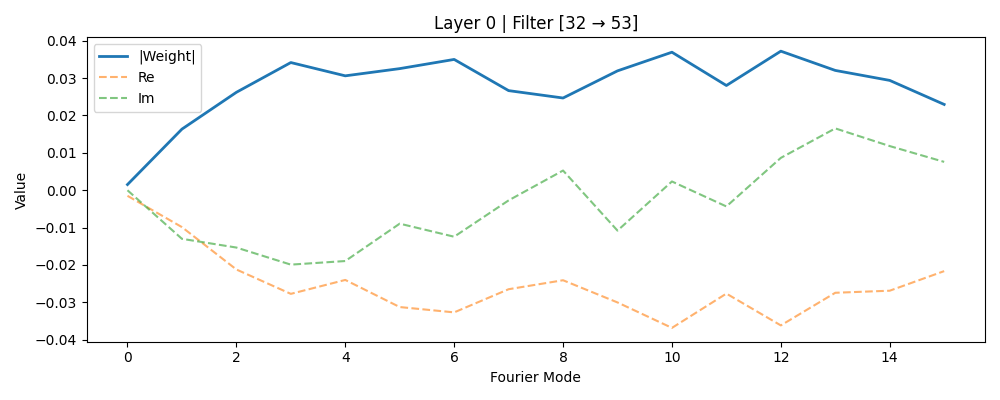 Layer 0 | Filter [32 → 53]
|Weight|
Re
Im
0.04
0.03
0.02
0.01
0.00
−0.01
−0.02
−0.03
−0.04
Value
0 2 4 6 8 10 12 14
Fourier Mode